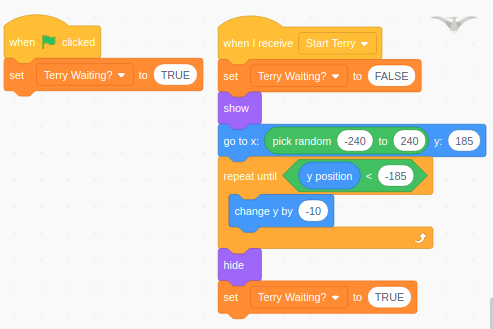 when clicked
set Terry Waiting? to TRUE
when I receive Start Terry
set Terry Waiting? to FALSE
show
go to x: pick random -240 to 240 y: 185
repeat until y position < -185
change y by -10
hide
set Terry Waiting? to TRUE